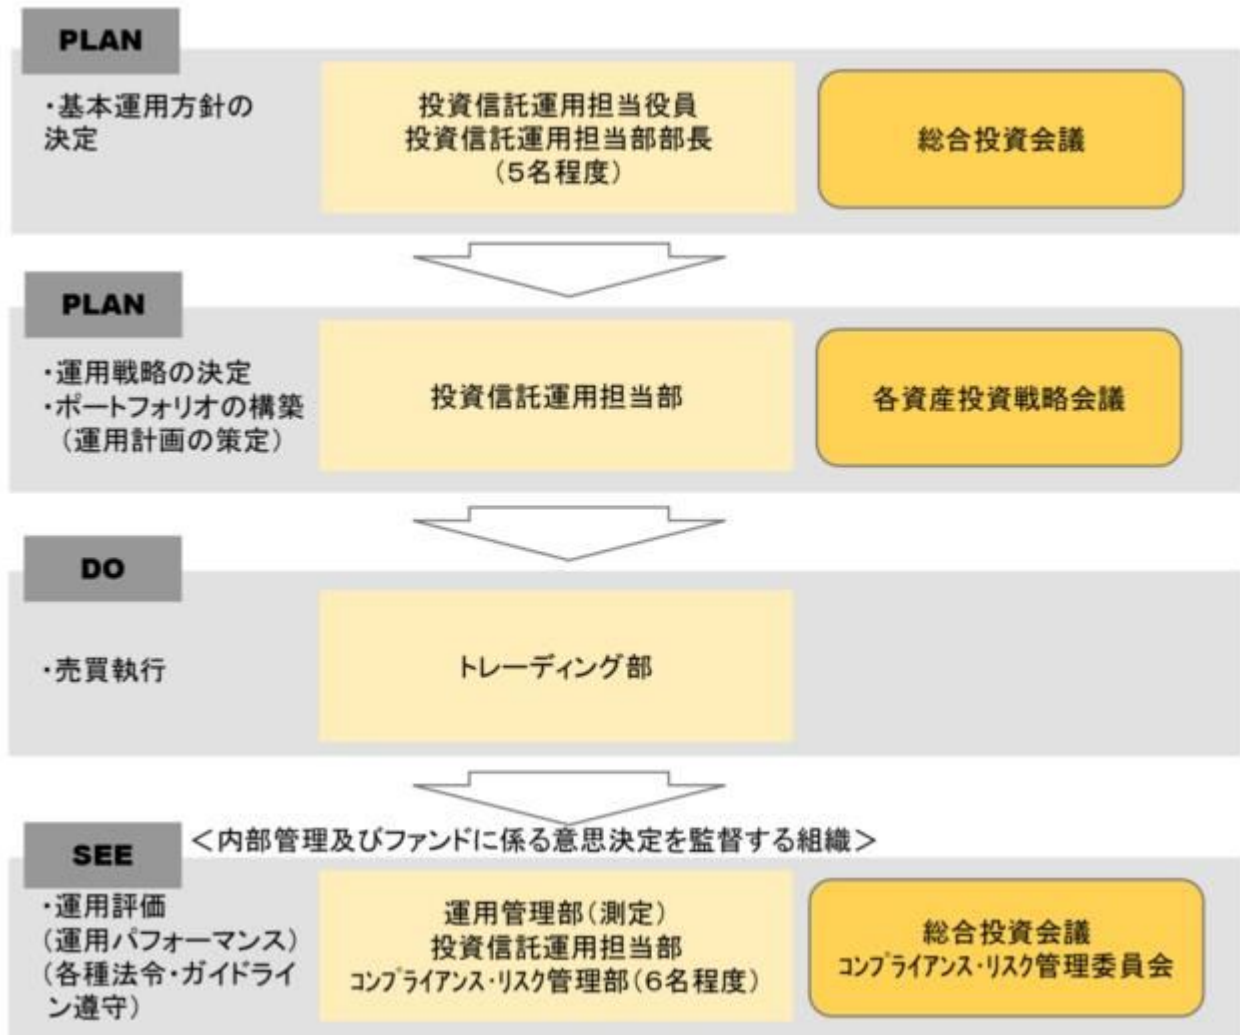 PLAN
・基本運用方針の
決定
投資信託運用担当役員
投資信託運用担当部部長
(5名程度)
総合投資会議
PLAN
・運用戦略の決定
・ポートフォリオの構築
(運用計画の策定)
投資信託運用担当部
各資産投資戦略会議
DO
・売買執行
トレーディング部
SEE
＜内部管理及びファンドに係る意思決定を監督する組織＞
・運用評価
(運用パフォーマンス)
(各種法令・ガイドライ
ン遵守)
運用管理部(測定)
投資信託運用担当部
コンプライアンス・リスク管理部(6名程度)
総合投資会議
コンプライアンス・リスク管理委員会